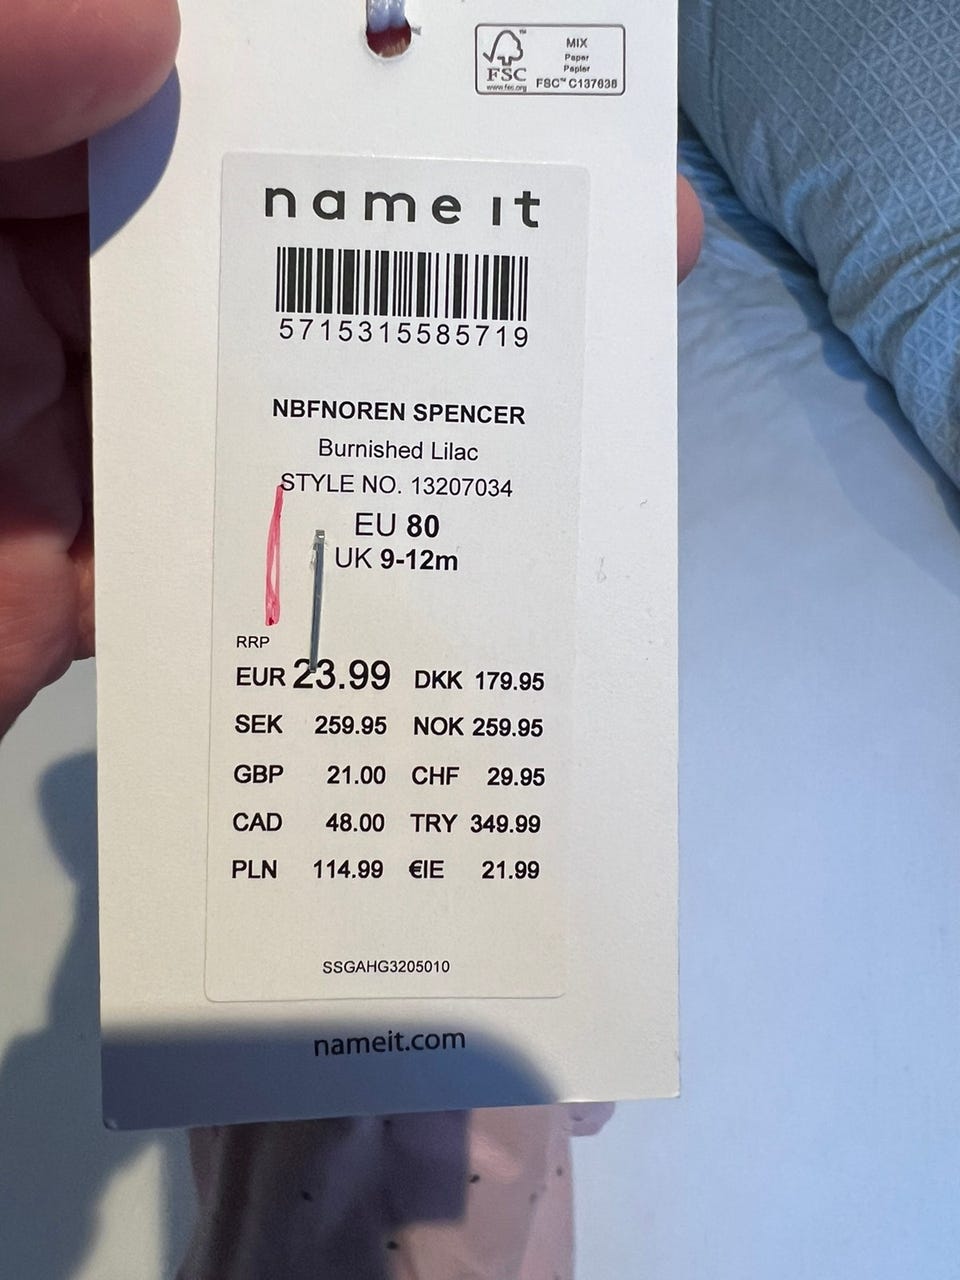 FSC™
www.fsc.org
MIX
Paper
Papier
FSC™ C137638
name it
5715315585719
NBFNOREN SPENCER
Burnished Lilac
STYLE NO. 13207034
EU 80
UK 9-12m
RRP
EUR 23.99 DKK 179.95
SEK 259.95 NOK 259.95
GBP 21.00 CHF 29.95
CAD 48.00 TRY 349.99
PLN 114.99 €IE 21.99
SSGAHG3205010
nameit.com